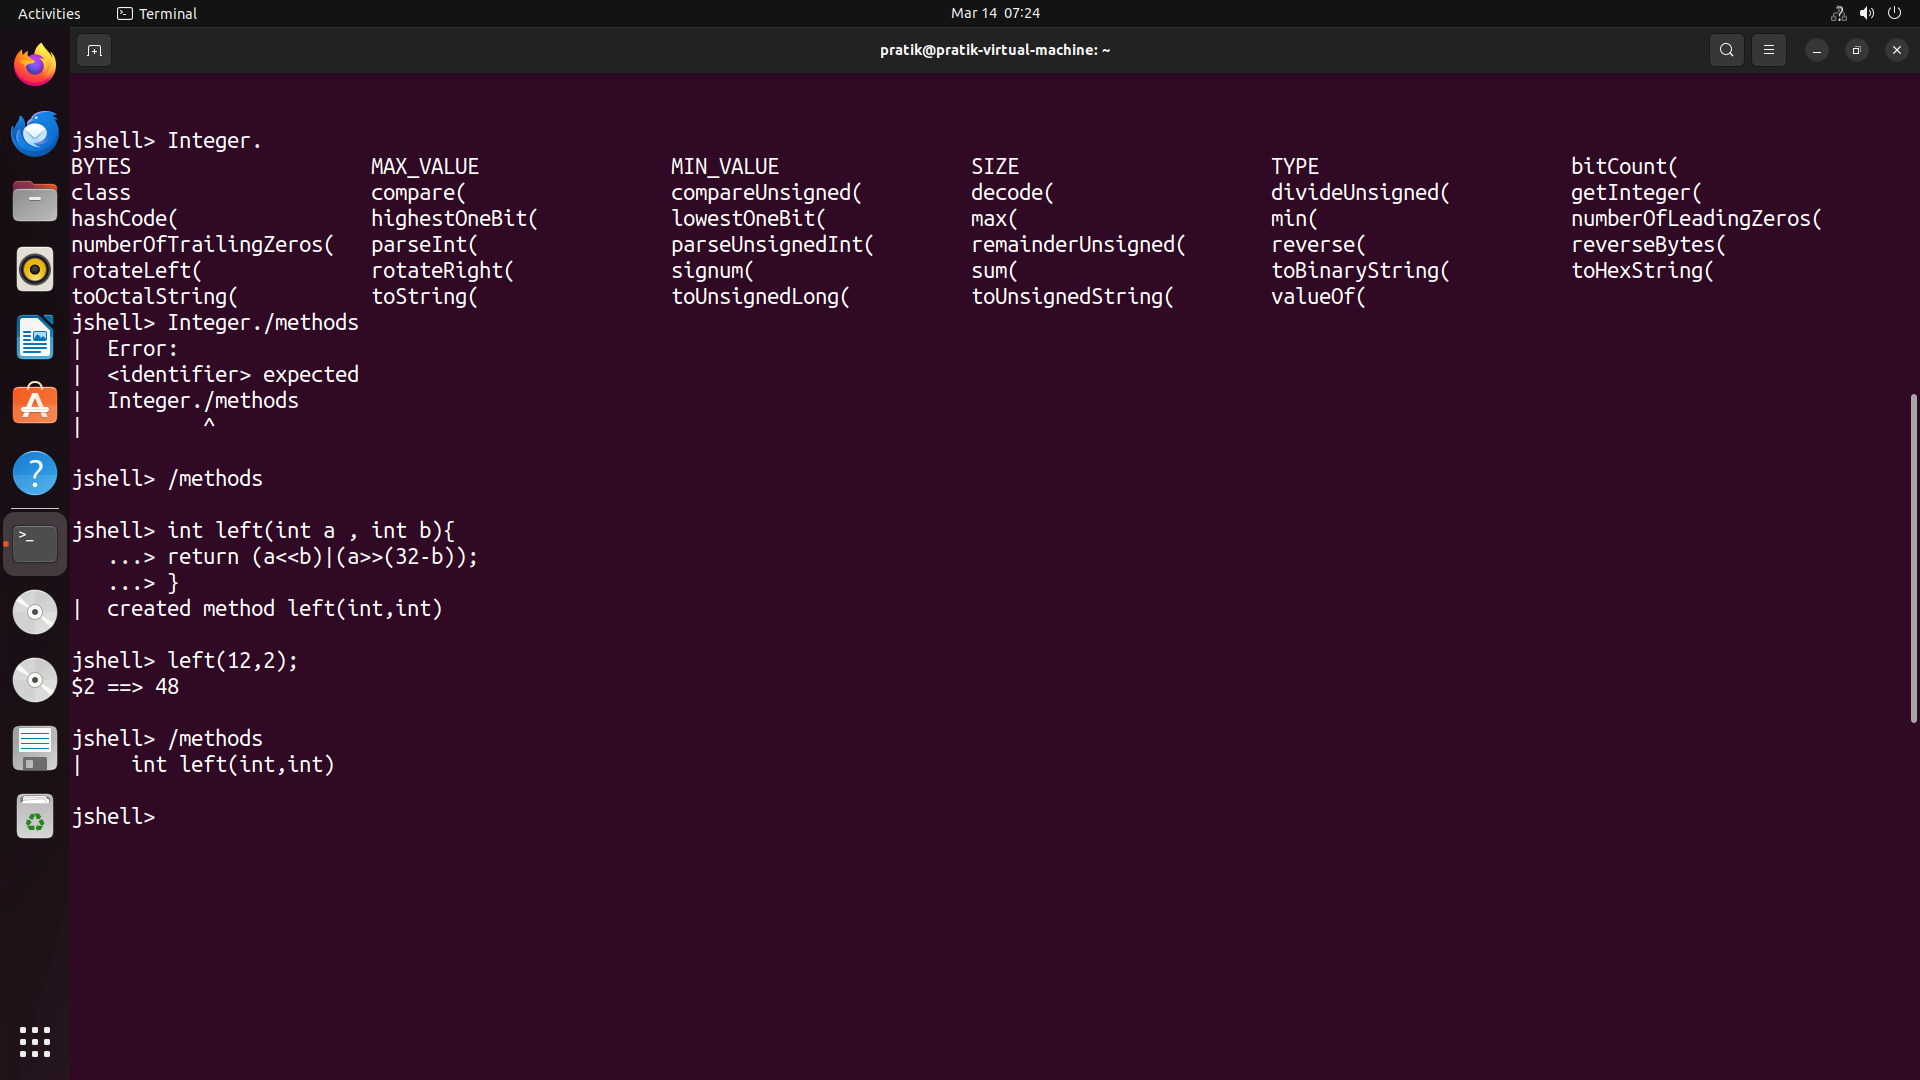 Activities Terminal Mar 14 07:24
pratik@pratik-virtual-machine: ~
jshell> Integer.
BYTES MAX_VALUE MIN_VALUE SIZE TYPE bitCount(
class compare( compareUnsigned( decode( divideUnsigned( getInteger(
hashCode( highestOneBit( lowestOneBit( max( min( numberOfLeadingZeros(
numberOfTrailingZeros( parseInt( parseUnsignedInt( remainderUnsigned( reverse( reverseBytes(
rotateLeft( rotateRight( signum( sum( toBinaryString( toHexString(
toOctalString( toString( toUnsignedLong( toUnsignedString( valueOf(
jshell> Integer./methods
| Error:
| <identifier> expected
| Integer./methods
| ^
jshell> /methods
jshell> int left(int a , int b){
...> return (a<<b)|(a>>(32-b));
...> }
| created method left(int,int)
jshell> left(12,2);
$2 ==> 48
jshell> /methods
| int left(int,int)
jshell>